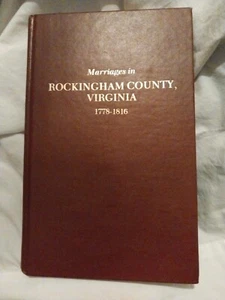 Marriages in
ROCKINGHAM COUNTY,
VIRGINIA
1778-1816